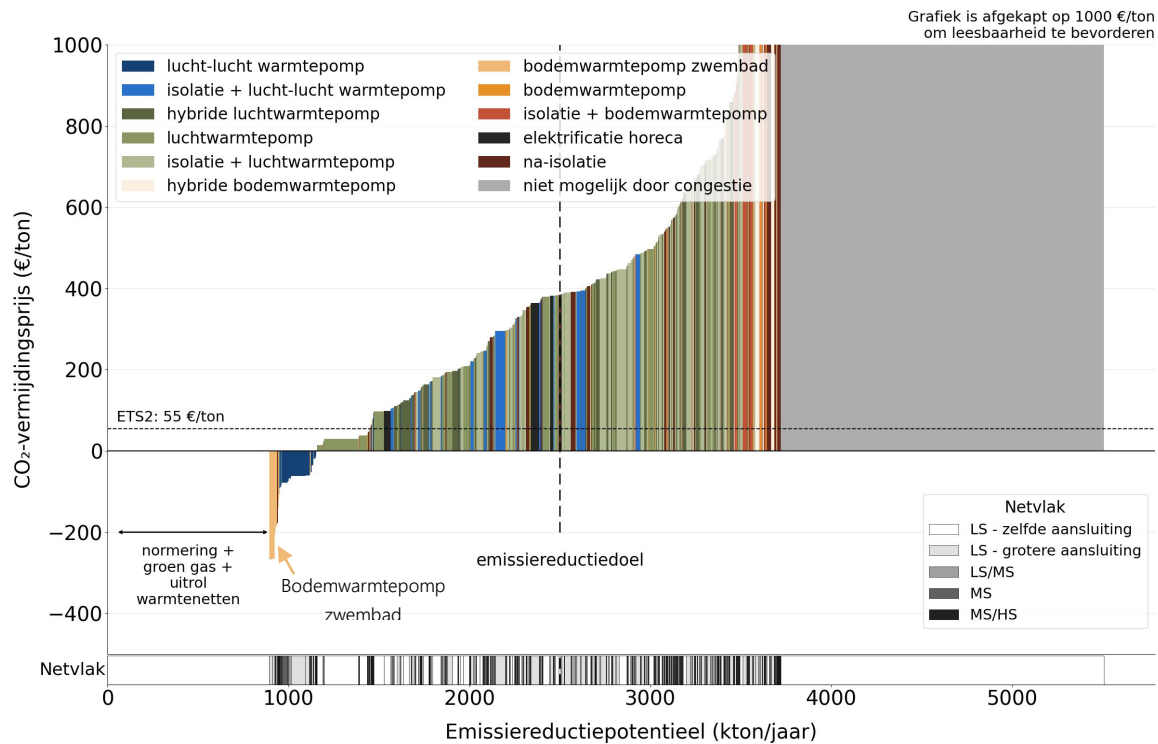 Grafiek is afgekapt op 1000 €/ton
om leesbaarheid te bevorderen
CO₂-vermijdingsprijs (€/ton)
1000
800
600
400
200
0
−200
−400
lucht-lucht warmtepomp
isolatie + lucht-lucht warmtepomp
hybride luchtwarmtepomp
luchtwarmtepomp
isolatie + luchtwarmtepomp
hybride bodemwarmtepomp
bodemwarmtepomp zwembad
bodemwarmtepomp
isolatie + bodemwarmtepomp
elektrificatie horeca
na-isolatie
niet mogelijk door congestie
ETS2: 55 €/ton
normering +
groen gas +
uitrol
warmtenetten
Bodemwarmtepomp
zwembad
emissiereductiedoel
Netvlak
LS - zelfde aansluiting
LS - grotere aansluiting
LS/MS
MS
MS/HS
Netvlak
0
1000
2000
3000
4000
5000
Emissiereductiepotentieel (kton/jaar)